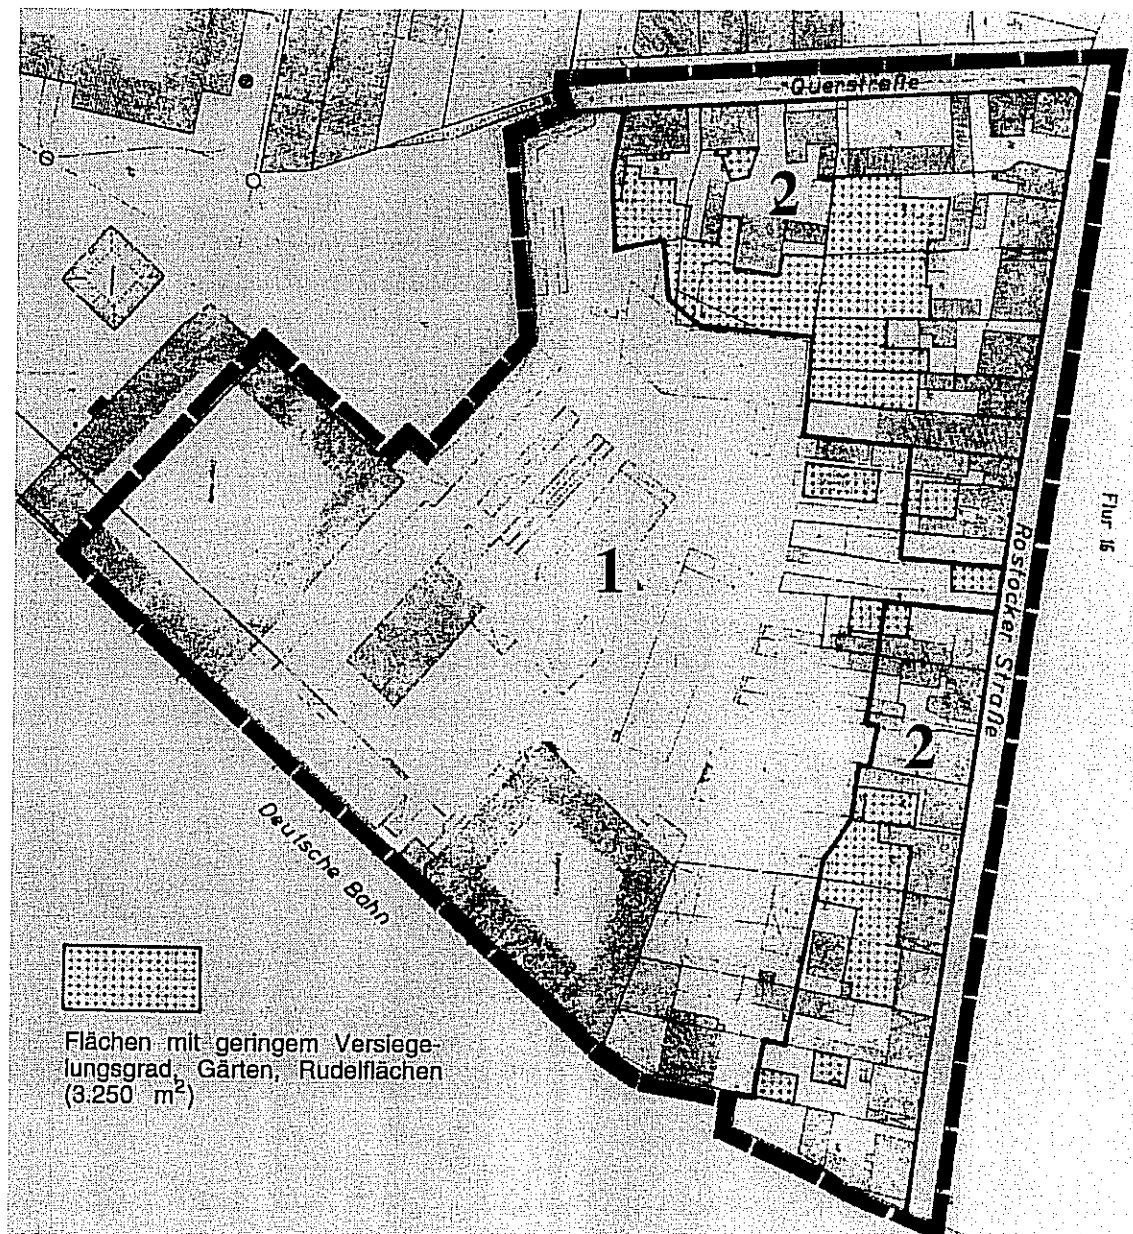 Querstraße
2
Flur 16
1
Rostocker Straße
2
Deutsche Bahn
Flächen mit geringem Versiege-
lungsgrad, Gärten, Rudelflächen
(3.250 m²)